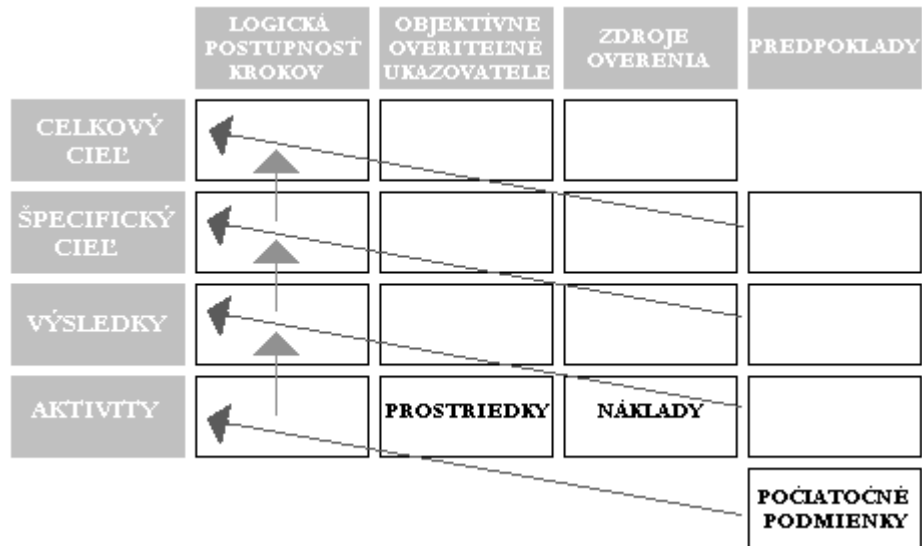 LOGICKÁ
POSTUPNOSŤ
KROKOV
OBJEKTÍVNE
OVERITEĽNÉ
UKAZOVATELE
ZDROJE
OVERENIA
PREDPOKLADY
CELKOVÝ
CIEĽ
ŠPECIFICKÝ
CIEĽ
VÝSLEDKY
AKTIVITY
PROSTRIEDKY
NÁKLADY
POČIATOČNÉ
PODMIENKY